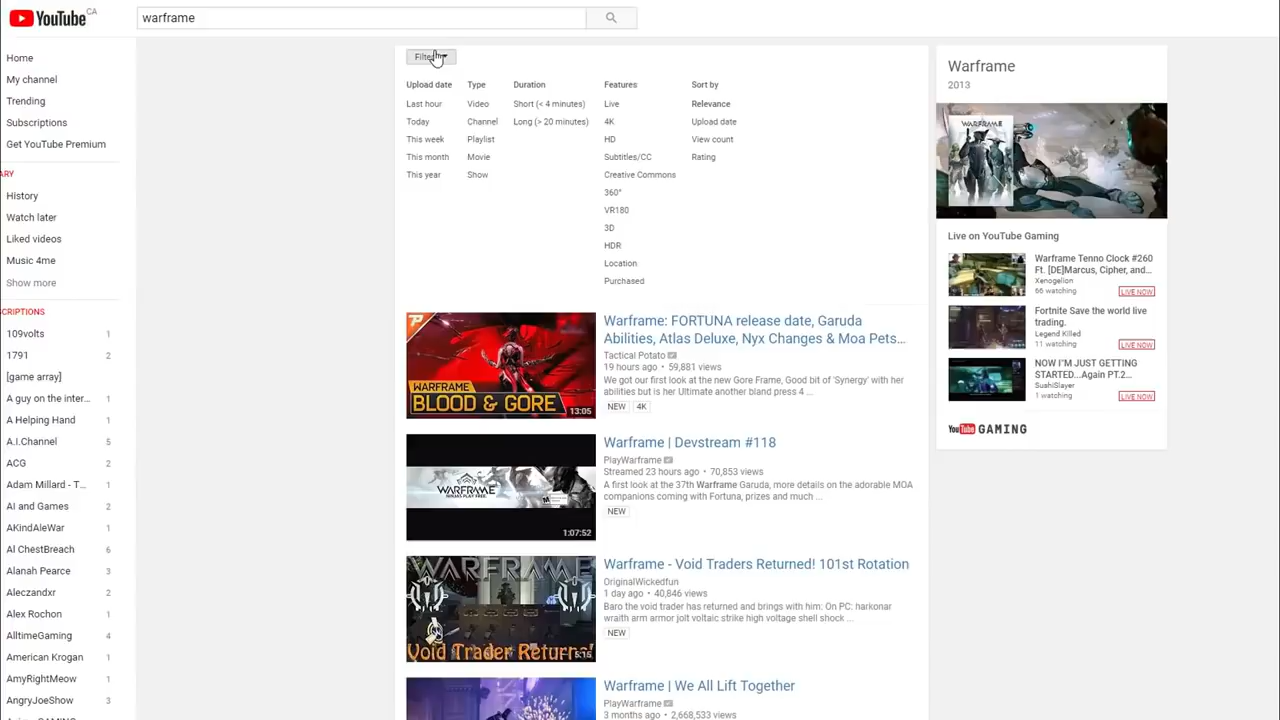 YouTube CA
warframe
Home
My channel
Trending
Subscriptions
Get YouTube Premium
ARY
History
Watch later
Liked videos
Music 4me
Show more
CRIPTIONS
109volts
1791 2
[game array]
A guy on the inter... 1
A Helping Hand 1
A.I.Channel 5
ACG 2
Adam Millard - T... 2
AI and Games 2
AKindAleWar 1
Al ChestBreach 6
Alanah Pearce 3
Aleczandxr 2
Alex Rochon 1
AlltimeGaming 4
American Krogan 1
AmyRightMeow 1
AngryJoeShow 3
Upload date
Last hour
Today
This week
This month
This year
Type
Video
Channel
Playlist
Movie
Show
Duration
Short (< 4 minutes)
Long (> 20 minutes)
Features
Live
4K
HD
Subtitles/CC
Creative Commons
360°
VR180
3D
HDR
Location
Purchased
Sort by
Relevance
Upload date
View count
Rating
WARFRAME
BLOOD & GORE
13:05
Warframe: FORTUNA release date, Garuda
Abilities, Atlas Deluxe, Nyx Changes & Moa Pets...
Tactical Potato
19 hours ago • 59,881 views
We got our first look at the new Gore Frame, Good bit of 'Synergy' with her
abilities but is her Ultimate another bland press 4 ...
NEW 4K
WARFRAME
NINJAS PLAY FREE
1:07:52
Warframe | Devstream #118
PlayWarframe
Streamed 23 hours ago • 70,853 views
A first look at the 37th Warframe Garuda, more details on the adorable MOA
companions coming with Fortuna, prizes and much ...
NEW
WARFRAME
Void Trader Returns!
5:15
Warframe - Void Traders Returned! 101st Rotation
OriginalWickedfun
1 day ago • 40,846 views
Baro the void trader has returned and brings with him: On PC: harkonar
wraith arm armor jolt voltaic strike high voltage shell shock ...
NEW
Warframe | We All Lift Together
PlayWarframe
3 months ago • 2,668,533 views
Warframe
2013
WARFRAME
Live on YouTube Gaming
Warframe Tenno Clock #260
Ft. [DE]Marcus, Cipher, and...
Xenogelion
66 watching
LIVE NOW
Fortnite Save the world live
trading.
Legend Killed
11 watching
LIVE NOW
NOW I"M JUST GETTING
STARTED...Again PT.2...
SushiSlayer
1 watching
LIVE NOW
YouTube GAMING